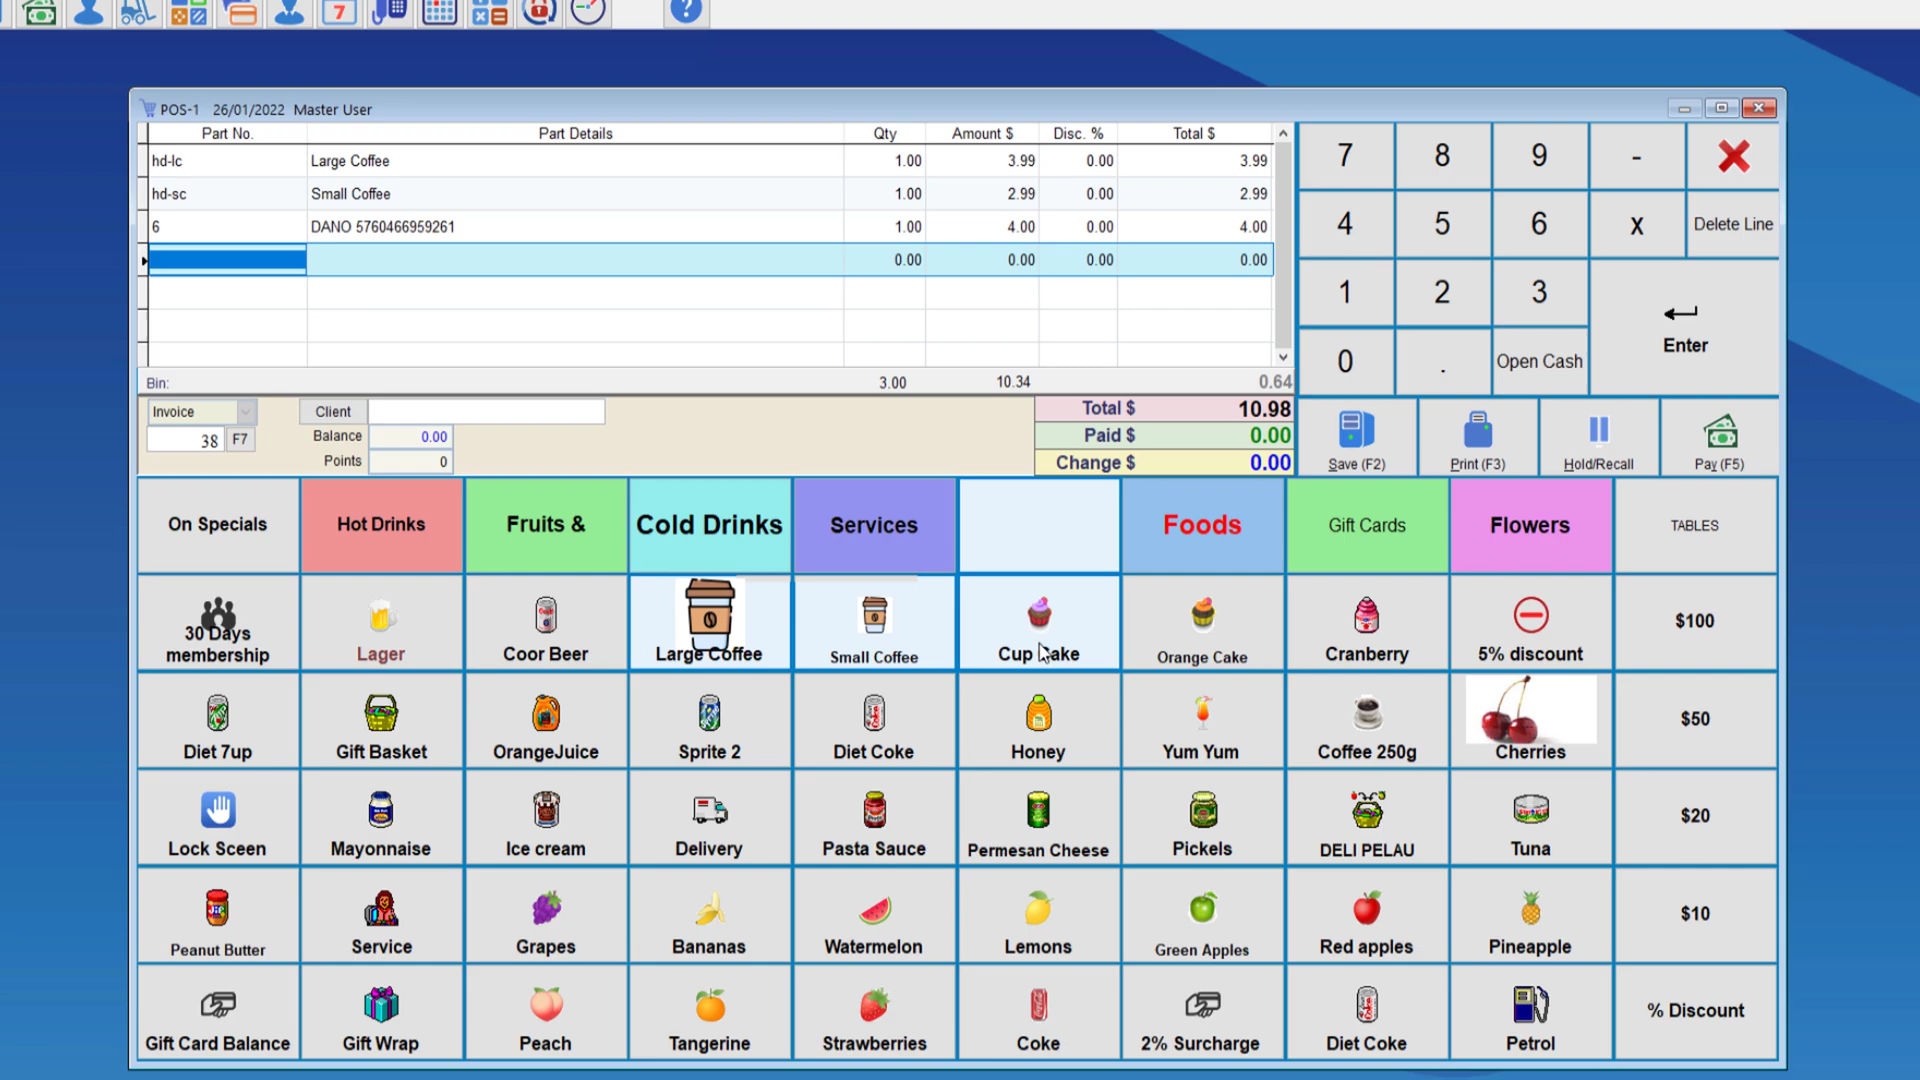 7
?
POS-1 26/01/2022 Master User
Part No. Part Details Qty Amount $ Disc. % Total $
hd-lc Large Coffee 1.00 3.99 0.00 3.99
hd-sc Small Coffee 1.00 2.99 0.00 2.99
6 DANO 5760466959261 1.00 4.00 0.00 4.00
0.00 0.00 0.00 0.00
Bin: 3.00 10.34 0.64
7 8 9 -
4 5 6 X Delete Line
1 2 3
0 . Open Cash Enter
Invoice Client
38 F7 Balance 0.00
Points 0
Total $ 10.98
Paid $ 0.00
Change $ 0.00
Save (F2) Print (F3) Hold/Recall Pay (F5)
On Specials Hot Drinks Fruits & Cold Drinks Services Foods Gift Cards Flowers TABLES
30 Days
membership Lager Coor Beer Large Coffee Small Coffee Cup Cake Orange Cake Cranberry 5% discount $100
Diet 7up Gift Basket OrangeJuice Sprite 2 Diet Coke Honey Yum Yum Coffee 250g Cherries $50
Lock Sceen Mayonnaise Ice cream Delivery Pasta Sauce Permesan Cheese Pickels DELI PELAU Tuna $20
Peanut Butter Service Grapes Bananas Watermelon Lemons Green Apples Red apples Pineapple $10
Gift Card Balance Gift Wrap Peach Tangerine Strawberries Coke 2% Surcharge Diet Coke Petrol % Discount